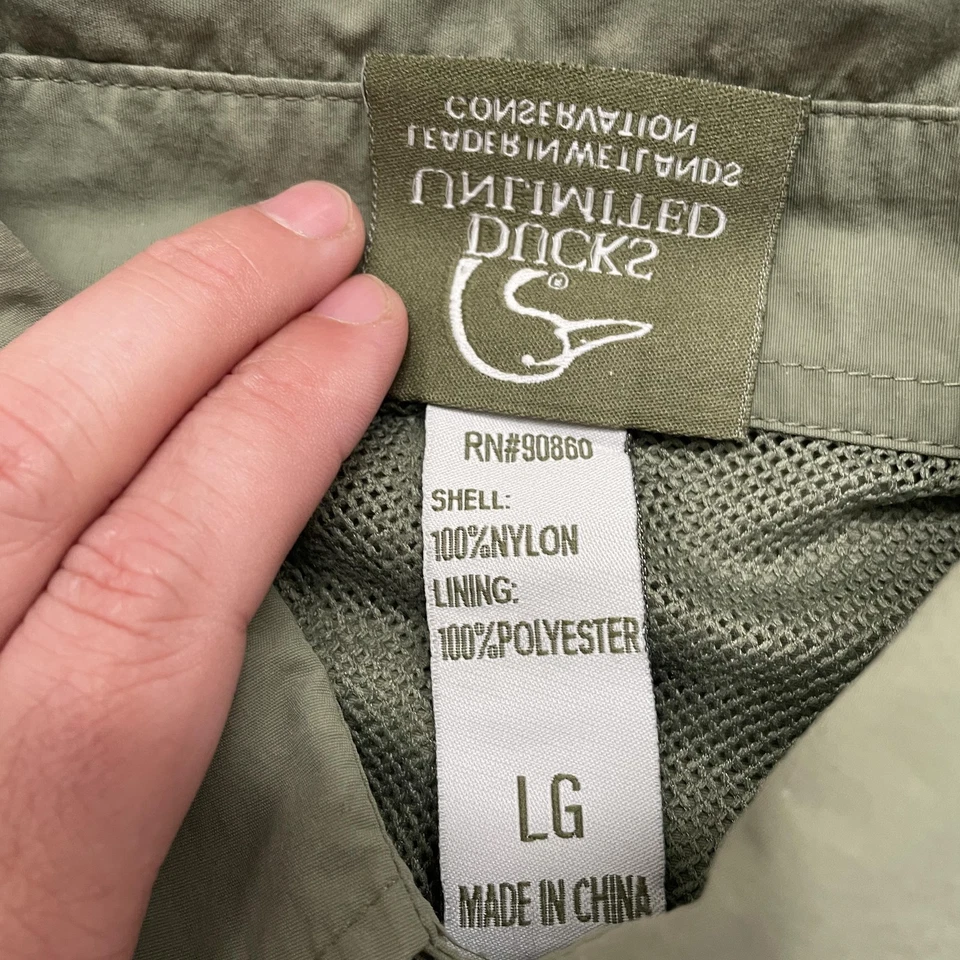 DUCKS
UNLIMITED
LEADER IN WETLANDS
CONSERVATION
®
RN#90860
SHELL:
100%NYLON
LINING:
100%POLYESTER
LG
MADE IN CHINA